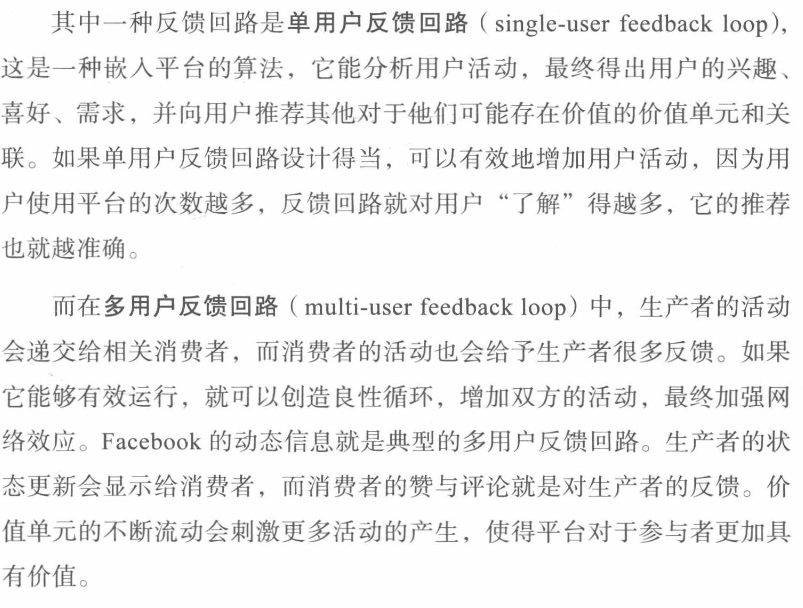 其中一种反馈回路是单用户反馈回路（single-user feedback loop），
这是一种嵌入平台的算法，它能分析用户活动，最终得出用户的兴趣、
喜好、需求，并向用户推荐其他对于他们可能存在价值的价值单元和关
联。如果单用户反馈回路设计得当，可以有效地增加用户活动，因为用
户使用平台的次数越多，反馈回路就对用户“了解”得越多，它的推荐
也就越准确。
而在多用户反馈回路（multi-user feedback loop）中，生产者的活动
会递交给相关消费者，而消费者的活动也会给予生产者很多反馈。如果
它能够有效运行，就可以创造良性循环，增加双方的活动，最终加强网
络效应。Facebook 的动态信息就是典型的多用户反馈回路。生产者的状
态更新会显示给消费者，而消费者的赞与评论就是对生产者的反馈。价
值单元的不断流动会刺激更多活动的产生，使得平台对于参与者更加具
有价值。